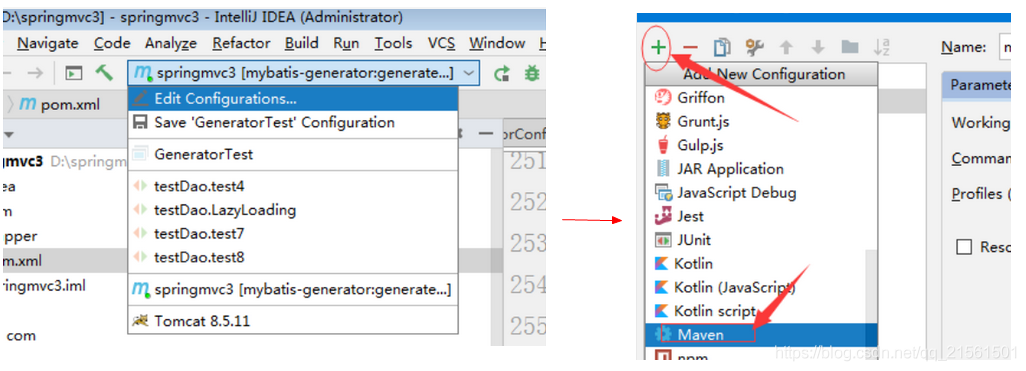 D:\springmvc3] - springmvc3 - IntelliJ IDEA (Administrator)
Navigate Code Analyze Refactor Build Run Tools VCS Window
springmvc3 [mybatis-generator:generate...]
Edit Configurations...
pom.xml
Save 'GeneratorTest' Configuration
GeneratorTest
testDao.test4
testDao.LazyLoading
testDao.test7
testDao.test8
springmvc3 [mybatis-generator:generate...]
Tomcat 8.5.11
mvc3 D:\springm
ea
m
pper
m.xml
ringmvc3.iml
com
orConf
251
252
253
254
255
Name:
Add New Configuration
Griffon
Grunt.js
Gulp.js
JAR Application
JavaScript Debug
Jest
JUnit
Kotlin
Kotlin (JavaScript)
Kotlin script
Maven
npm
Paramete
Working
Comman
Profiles (
Reso
https://blog.csdn.net/qq_21561501